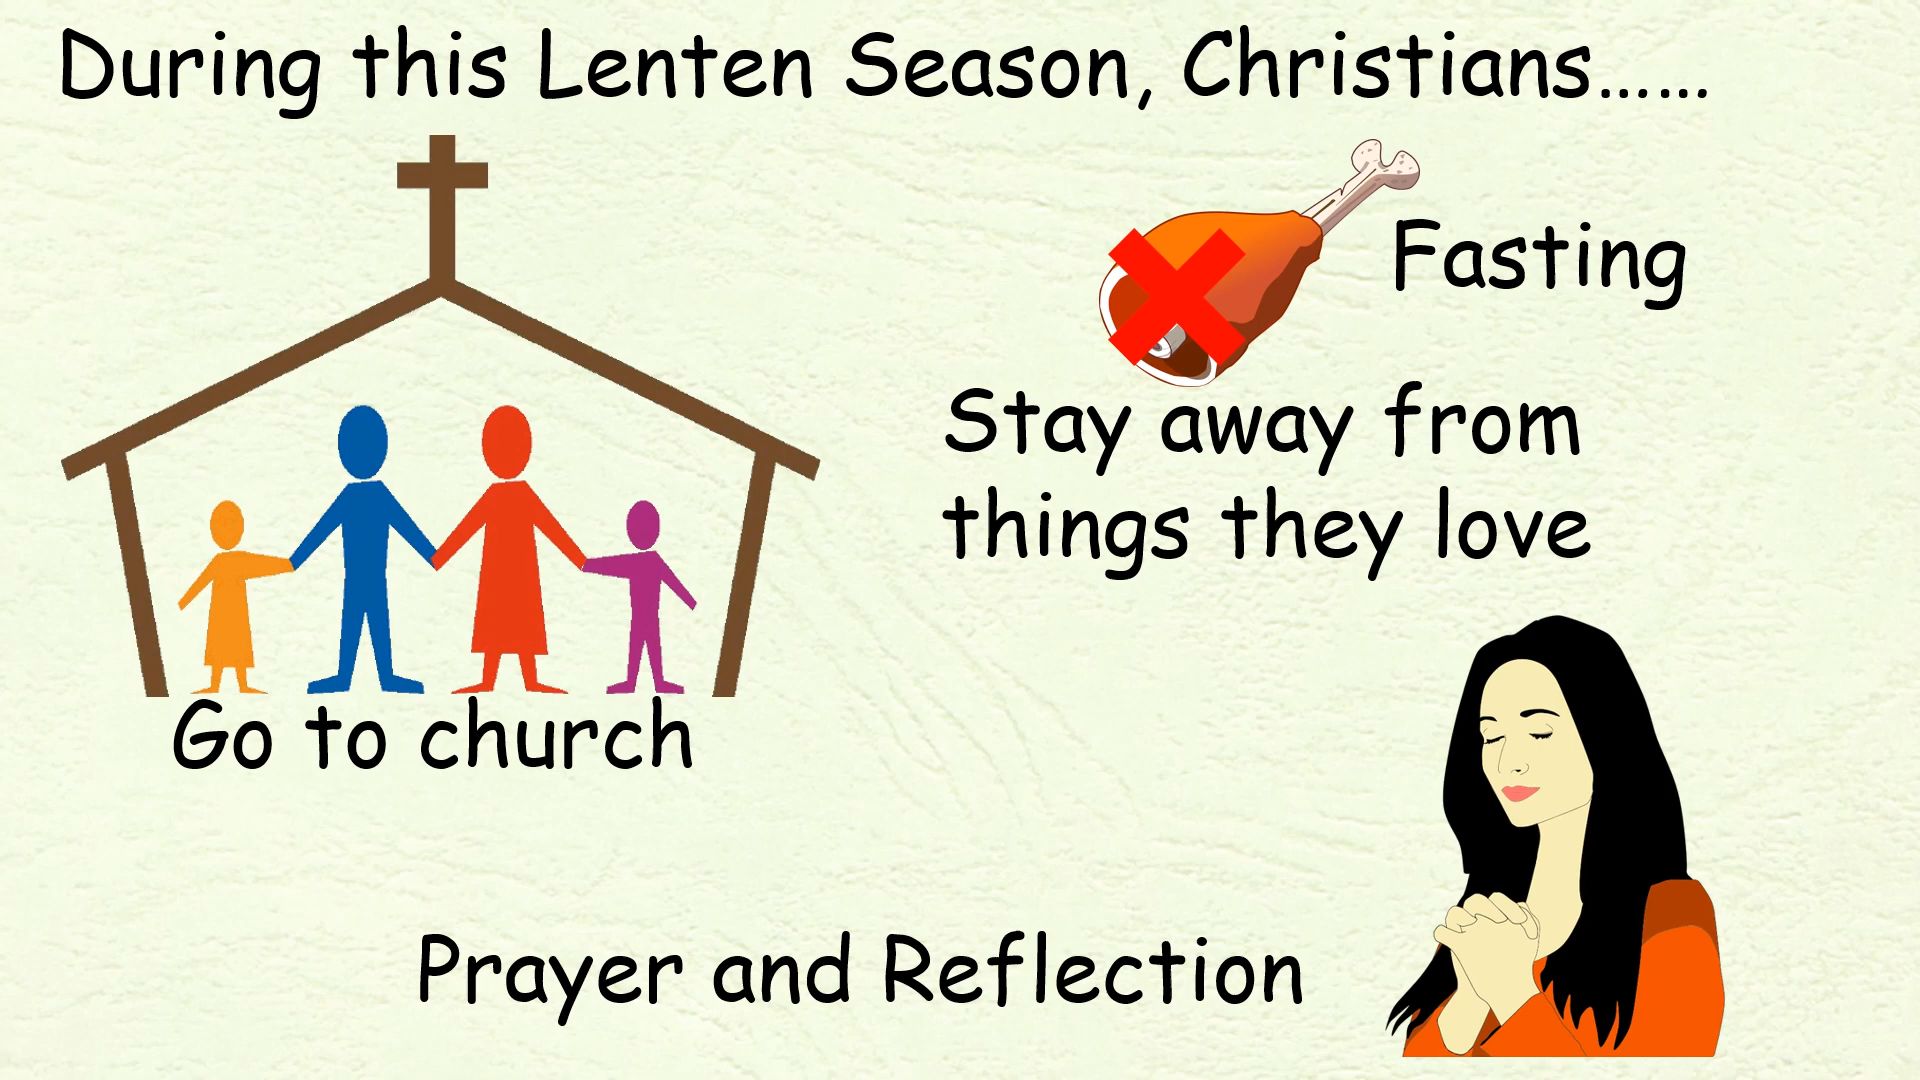 During this Lenten Season, Christians......
Fasting
Stay away from
things they love
Go to church
Prayer and Reflection